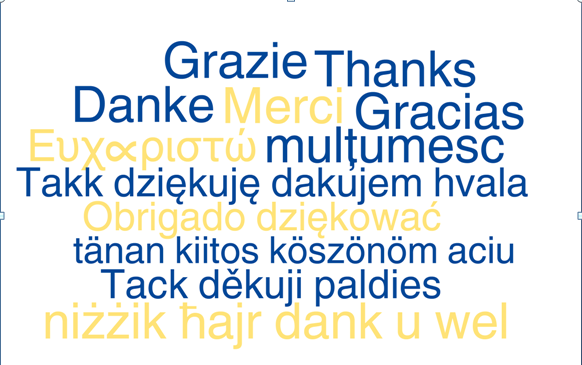 Grazie Thanks
Danke Merci Gracias
Ευχαριστώ mulţumesc
Takk dziękuję dakujem hvala
Obrigado dziękować
tänan kiitos köszönöm aciu
Tack děkuji paldies
niżżik ħajr dank u wel